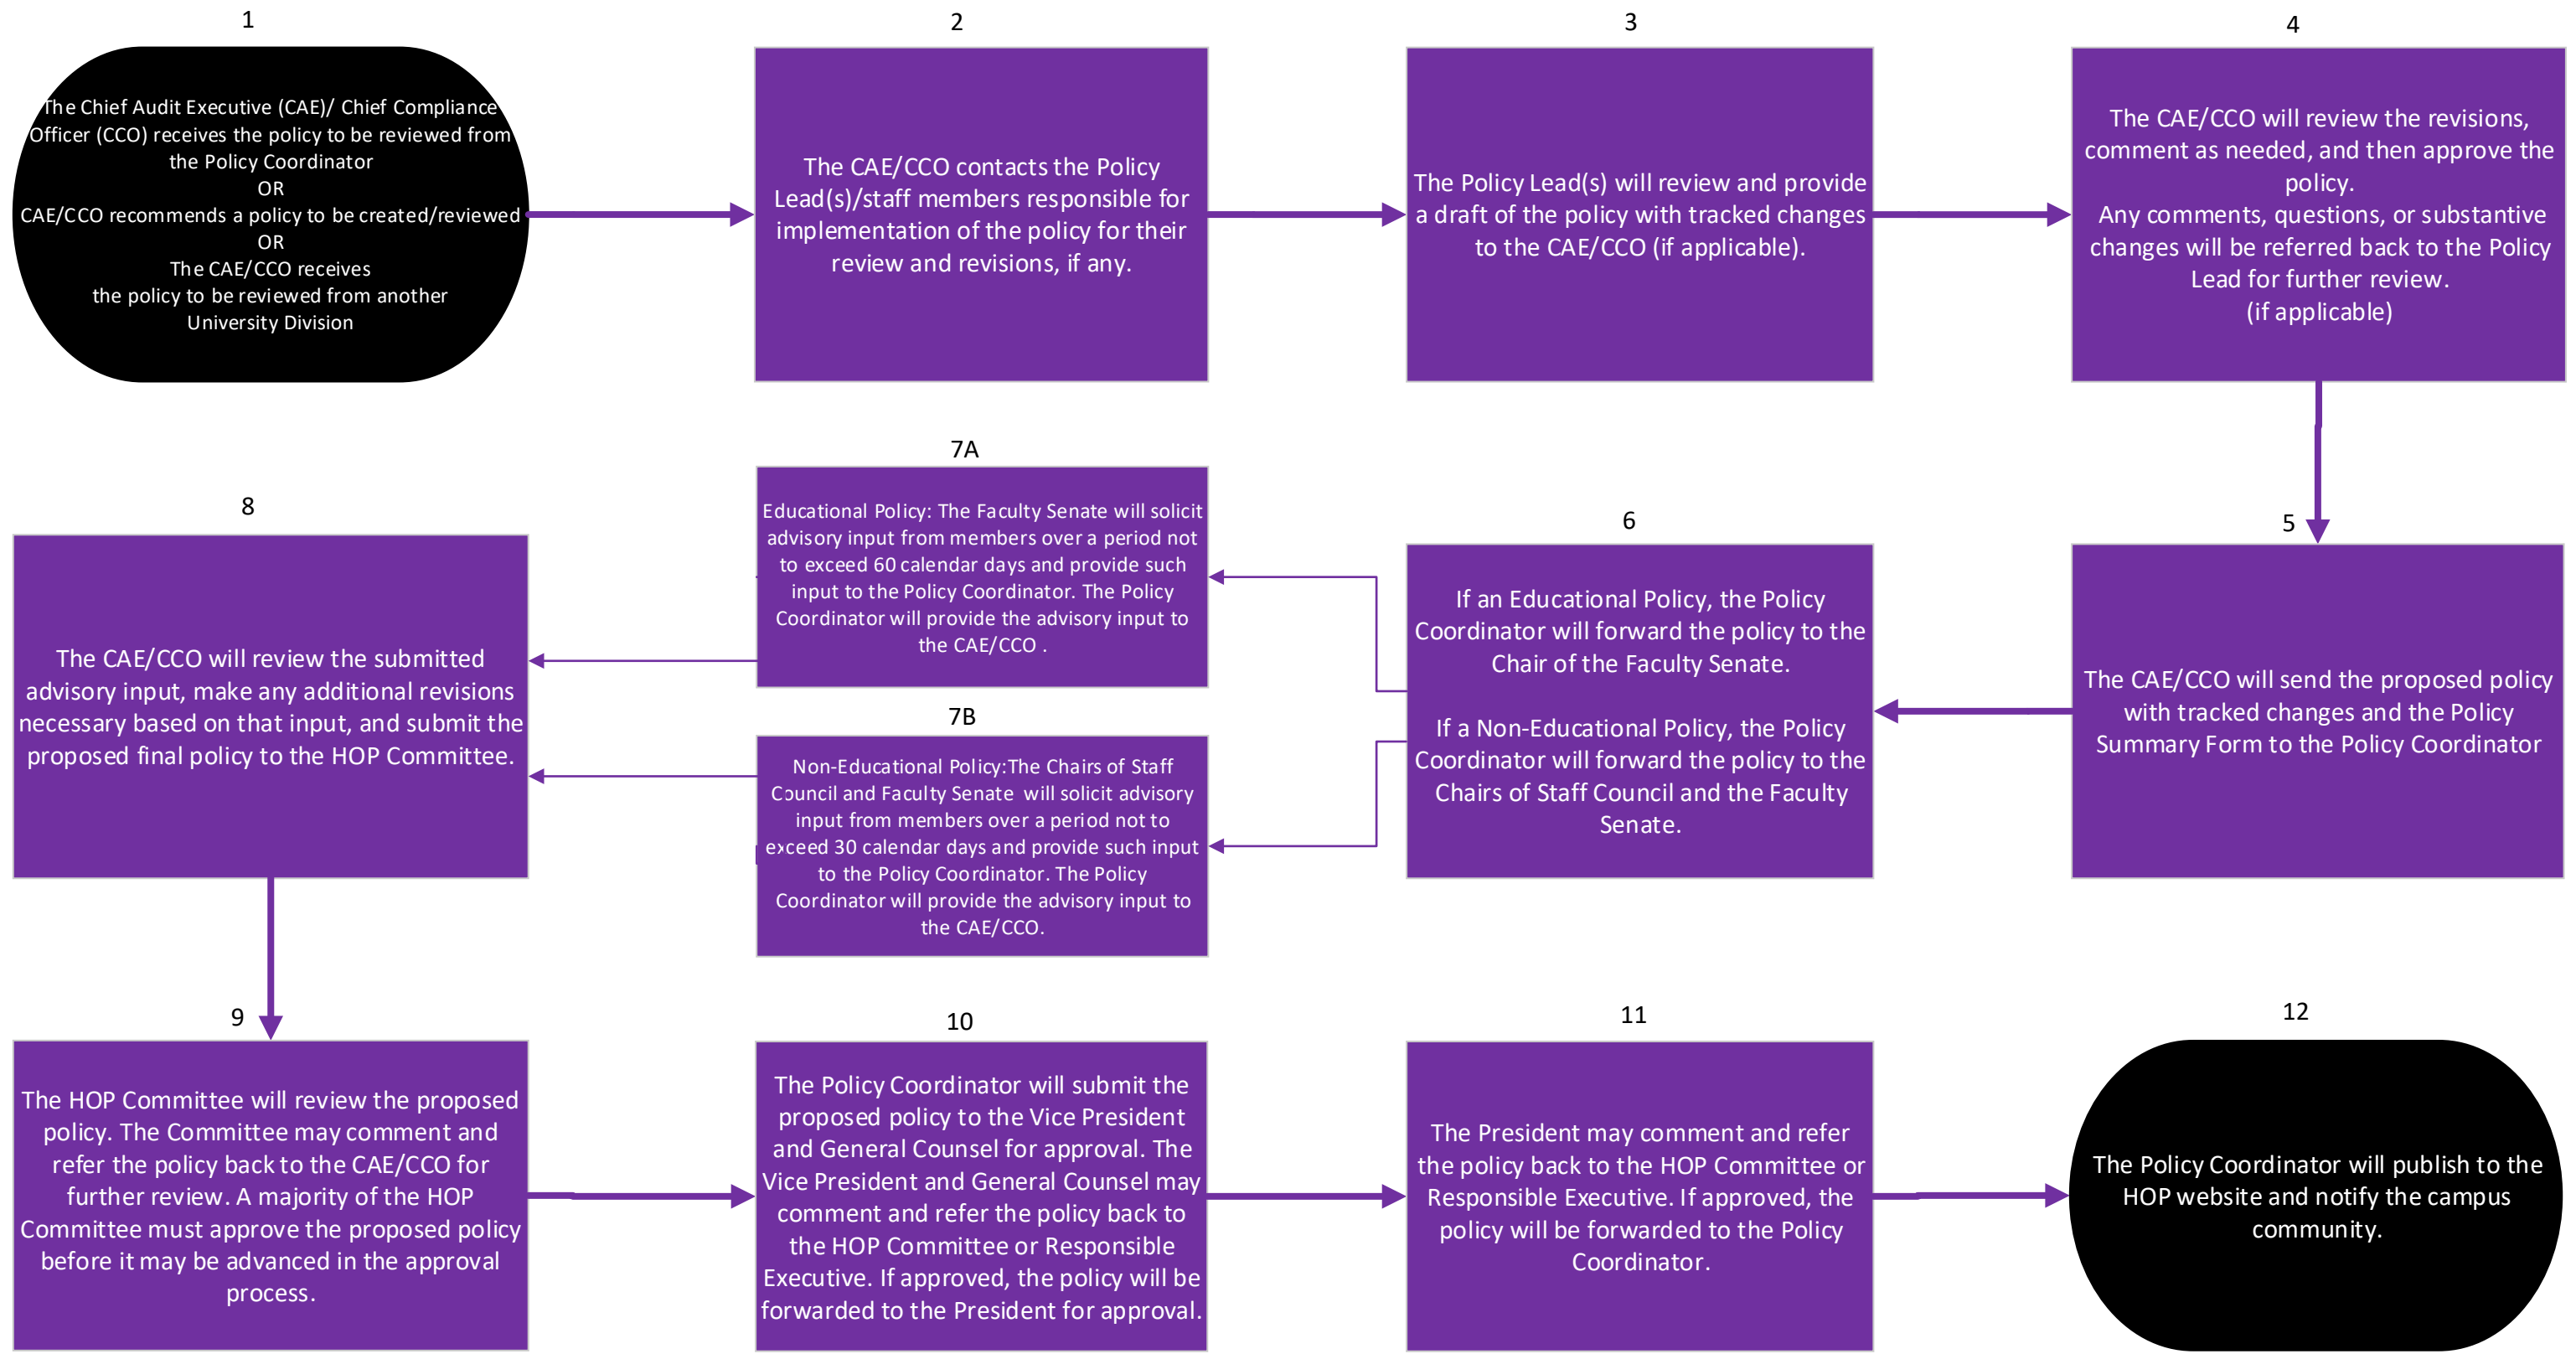 1
The Chief Audit Executive (CAE)/ Chief Compliance
Officer (CCO) receives the policy to be reviewed from
the Policy Coordinator
OR
CAE/CCO recommends a policy to be created/reviewed
OR
The CAE/CCO receives
the policy to be reviewed from another
University Division
2
The CAE/CCO contacts the Policy
Lead(s)/staff members responsible for
implementation of the policy for their
review and revisions, if any.
3
The Policy Lead(s) will review and provide
a draft of the policy with tracked changes
to the CAE/CCO (if applicable).
4
The CAE/CCO will review the revisions,
comment as needed, and then approve the
policy.
Any comments, questions, or substantive
changes will be referred back to the Policy
Lead for further review.
(if applicable)
5
The CAE/CCO will send the proposed policy
with tracked changes and the Policy
Summary Form to the Policy Coordinator
6
If an Educational Policy, the Policy
Coordinator will forward the policy to the
Chair of the Faculty Senate.
If a Non-Educational Policy, the Policy
Coordinator will forward the policy to the
Chairs of Staff Council and the Faculty
Senate.
7A
Educational Policy: The Faculty Senate will solicit
advisory input from members over a period not
to exceed 60 calendar days and provide such
input to the Policy Coordinator. The Policy
Coordinator will provide the advisory input to
the CAE/CCO .
7B
Non-Educational Policy:The Chairs of Staff
Council and Faculty Senate will solicit advisory
input from members over a period not to
exceed 30 calendar days and provide such input
to the Policy Coordinator. The Policy
Coordinator will provide the advisory input to
the CAE/CCO.
8
The CAE/CCO will review the submitted
advisory input, make any additional revisions
necessary based on that input, and submit the
proposed final policy to the HOP Committee.
9
The HOP Committee will review the proposed
policy. The Committee may comment and
refer the policy back to the CAE/CCO for
further review. A majority of the HOP
Committee must approve the proposed policy
before it may be advanced in the approval
process.
10
The Policy Coordinator will submit the
proposed policy to the Vice President
and General Counsel for approval. The
Vice President and General Counsel may
comment and refer the policy back to
the HOP Committee or Responsible
Executive. If approved, the policy will be
forwarded to the President for approval.
11
The President may comment and refer
the policy back to the HOP Committee or
Responsible Executive. If approved, the
policy will be forwarded to the Policy
Coordinator.
12
The Policy Coordinator will publish to the
HOP website and notify the campus
community.